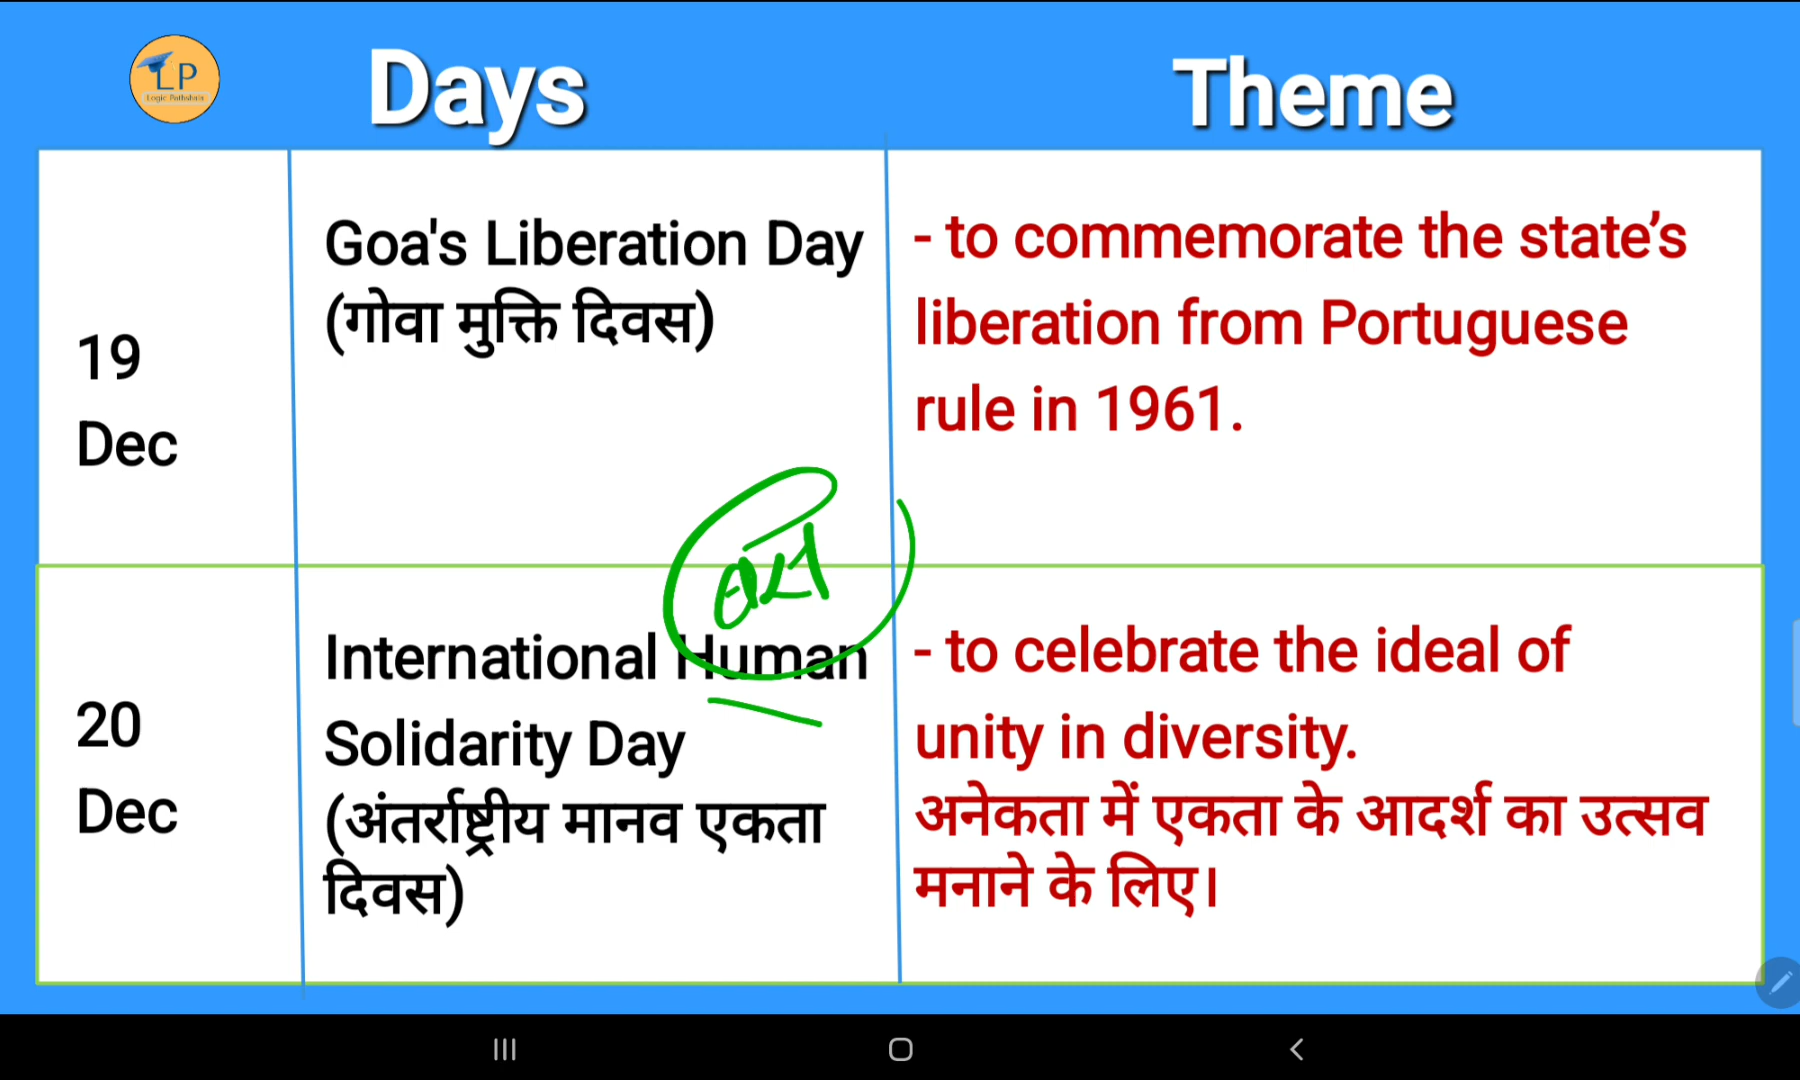 LP
Days
Theme
19
Dec
Goa's Liberation Day
(गोवा मुक्ति दिवस)
- to commemorate the state’s
liberation from Portuguese
rule in 1961.
20
Dec
International Human
Solidarity Day
(अंतर्राष्ट्रीय मानव एकता
दिवस)
- to celebrate the ideal of
unity in diversity.
अनेकता में एकता के आदर्श का उत्सव
मनाने के लिए।